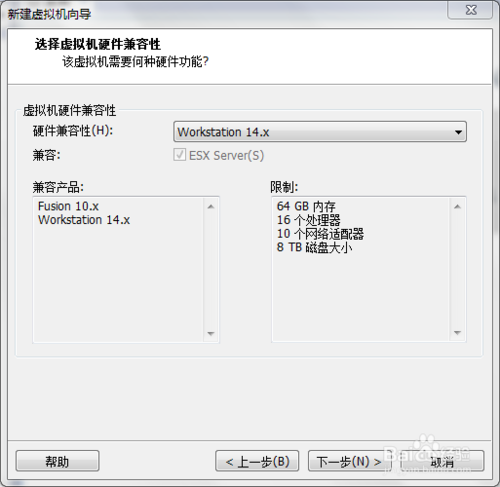 新建虚拟机向导
选择虚拟机硬件兼容性
该虚拟机需要何种硬件功能?
虚拟机硬件兼容性
硬件兼容性(H):
Workstation 14.x
兼容:
ESX Server(S)
兼容产品:
Fusion 10.x
Workstation 14.x
限制:
64 GB 内存
16 个处理器
10 个网络适配器
8 TB 磁盘大小
帮助
< 上一步(B)
下一步(N) >
取消